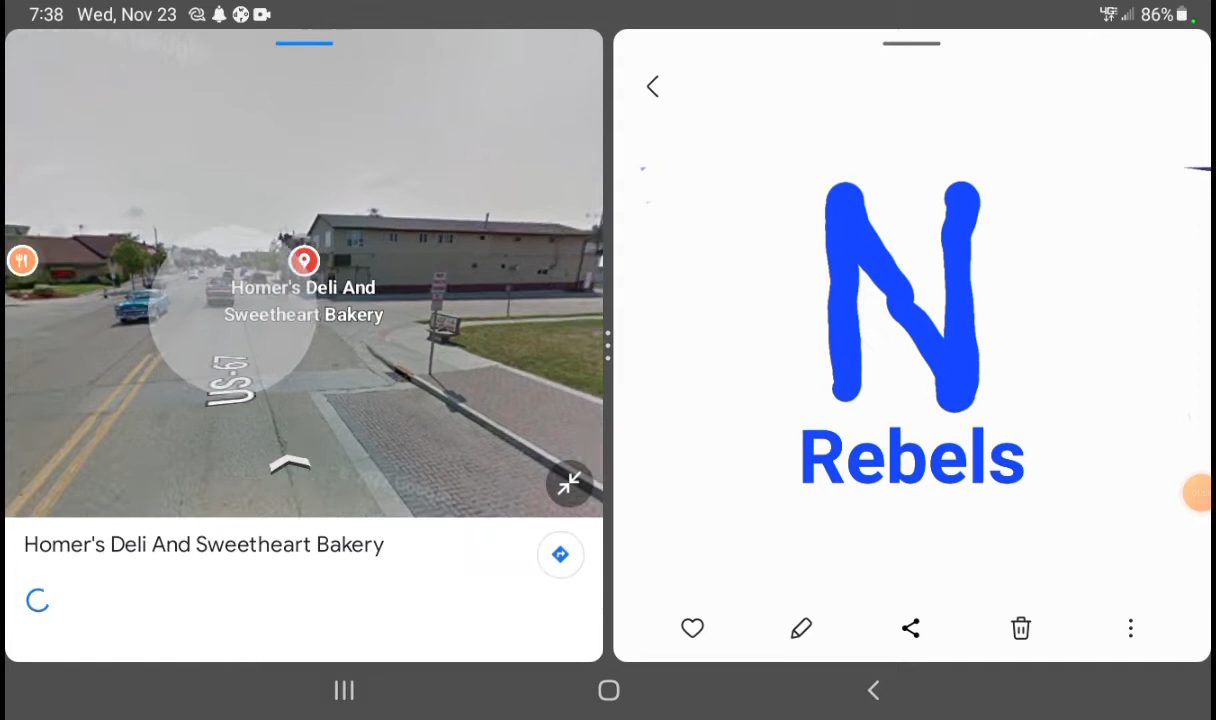 7:38 Wed, Nov 23
86%
Homer's Deli And
Sweetheart Bakery
US-67
Homer's Deli And Sweetheart Bakery
N
Rebels